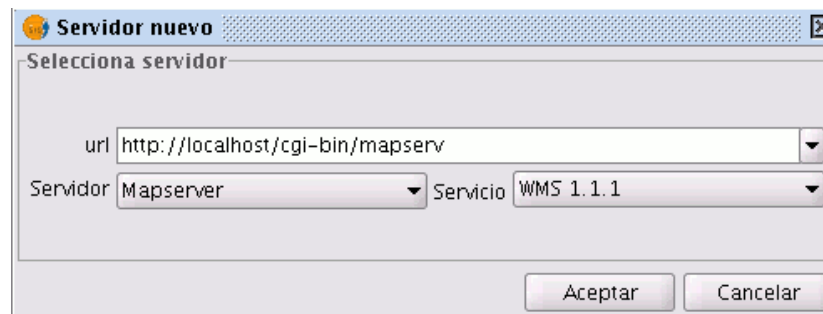 Servidor nuevo
Selecciona servidor
url http://localhost/cgi-bin/mapserv
Servidor Mapserver Servicio WMS 1.1.1
Aceptar Cancelar